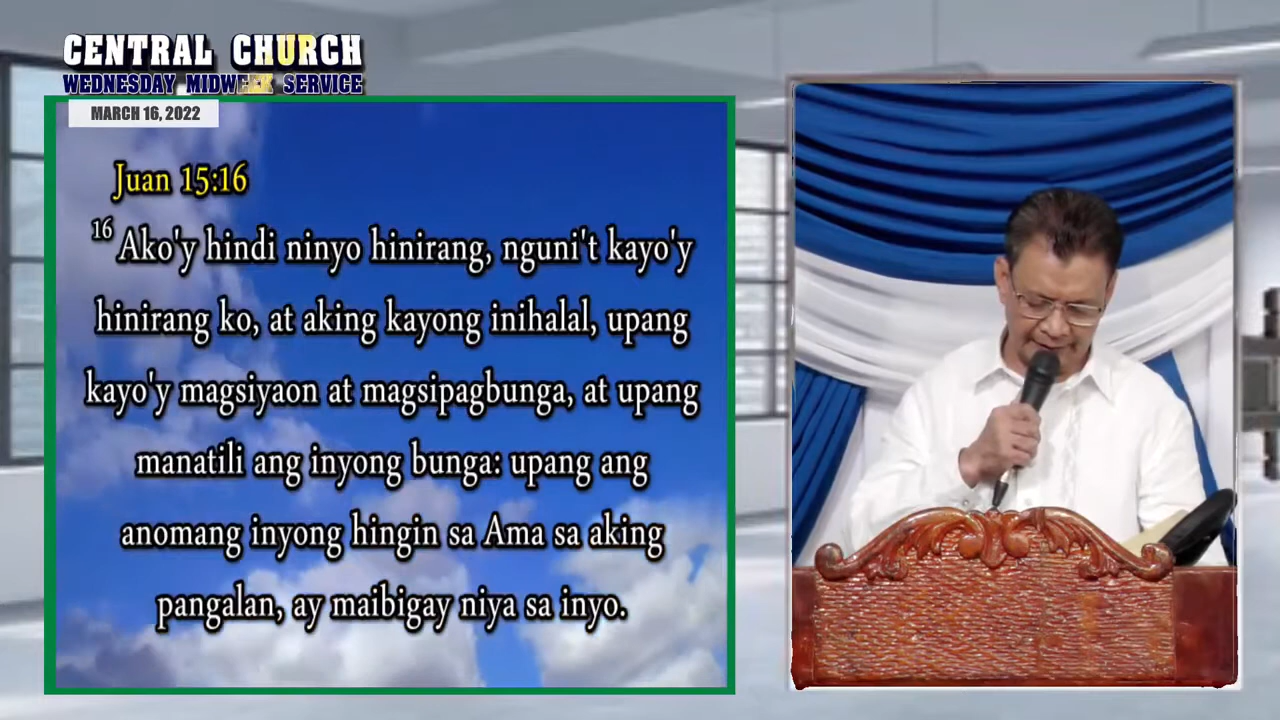 CENTRAL CHURCH
WEDNESDAY MIDWEEK SERVICE
MARCH 16, 2022
Juan 15:16
16 Ako'y hindi ninyo hinirang, nguni't kayo'y
hinirang ko, at aking kayong inihalal, upang
kayo'y magsiyaon at magsipagbunga, at upang
manatili ang inyong bunga: upang ang
anomang inyong hingin sa Ama sa aking
pangalan, ay maibigay niya sa inyo.